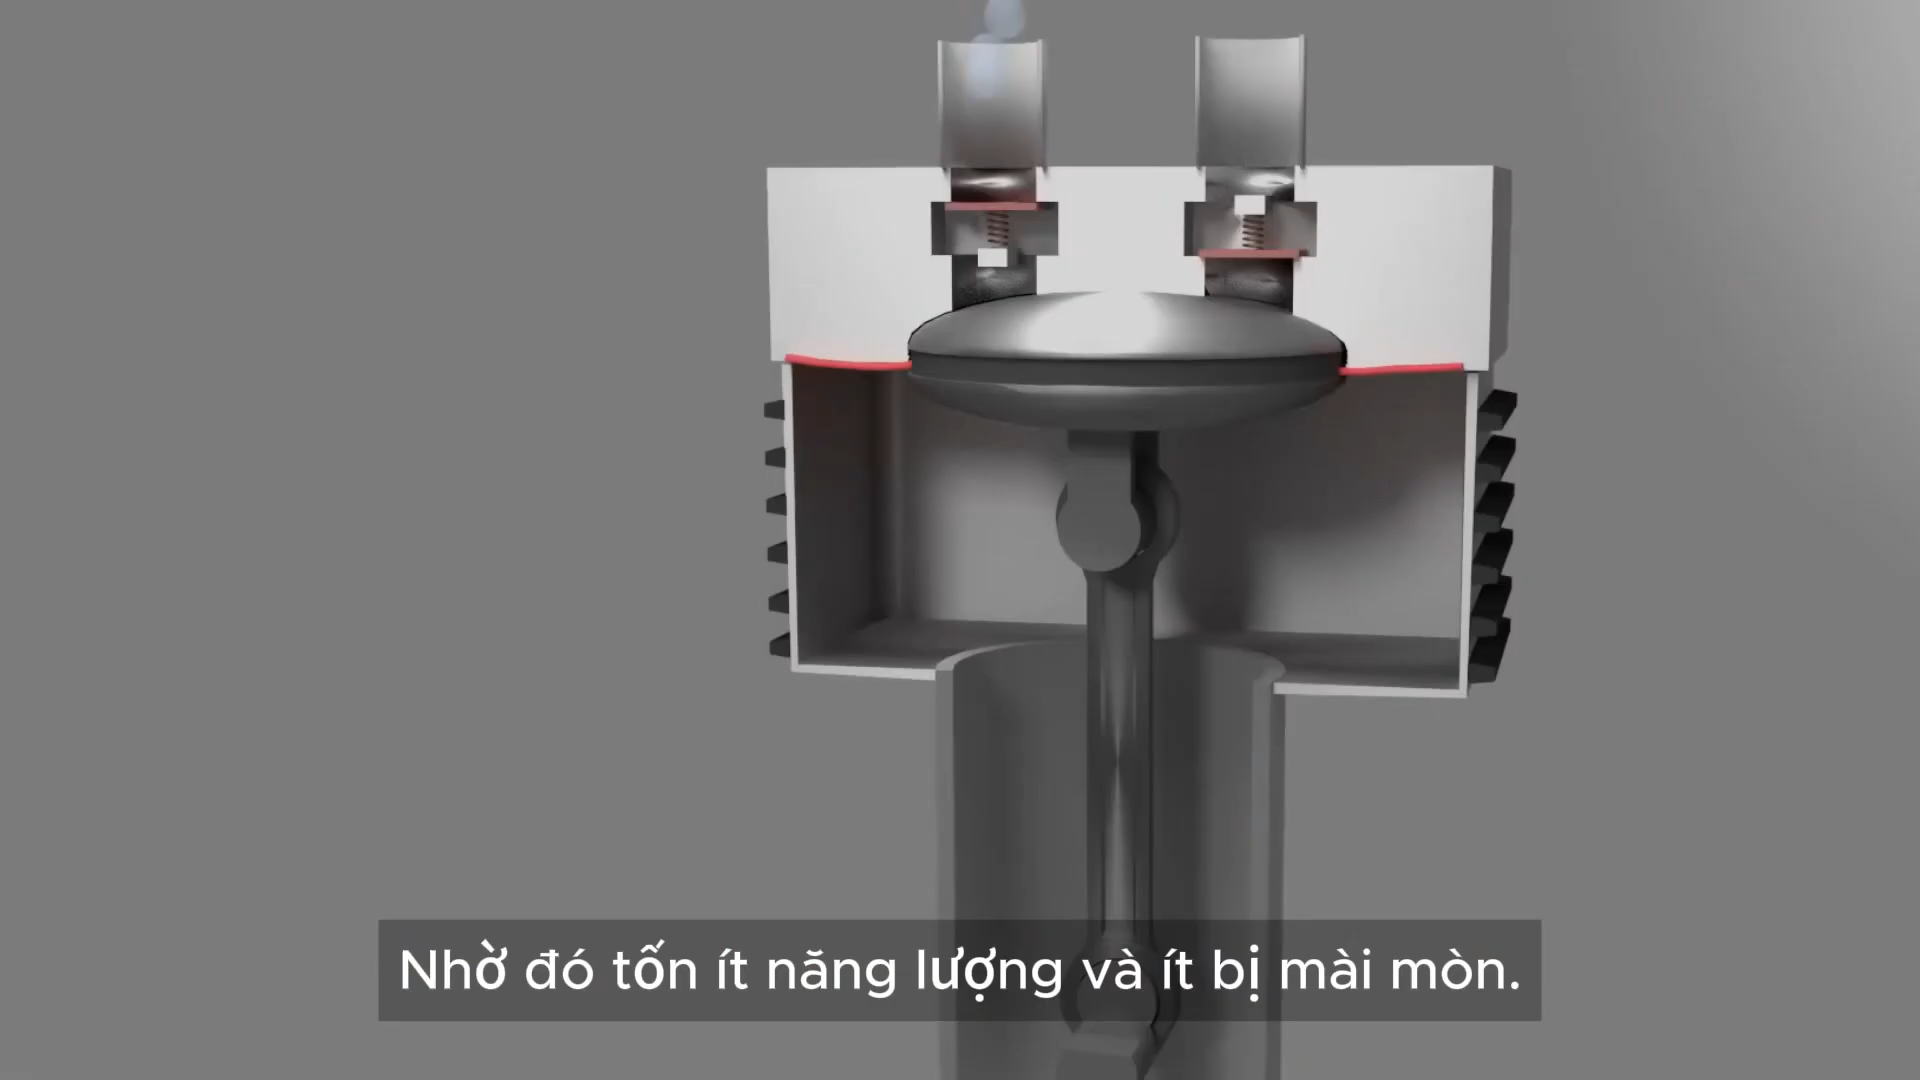 Nhờ đó tốn ít năng lượng và ít bị mài mòn.